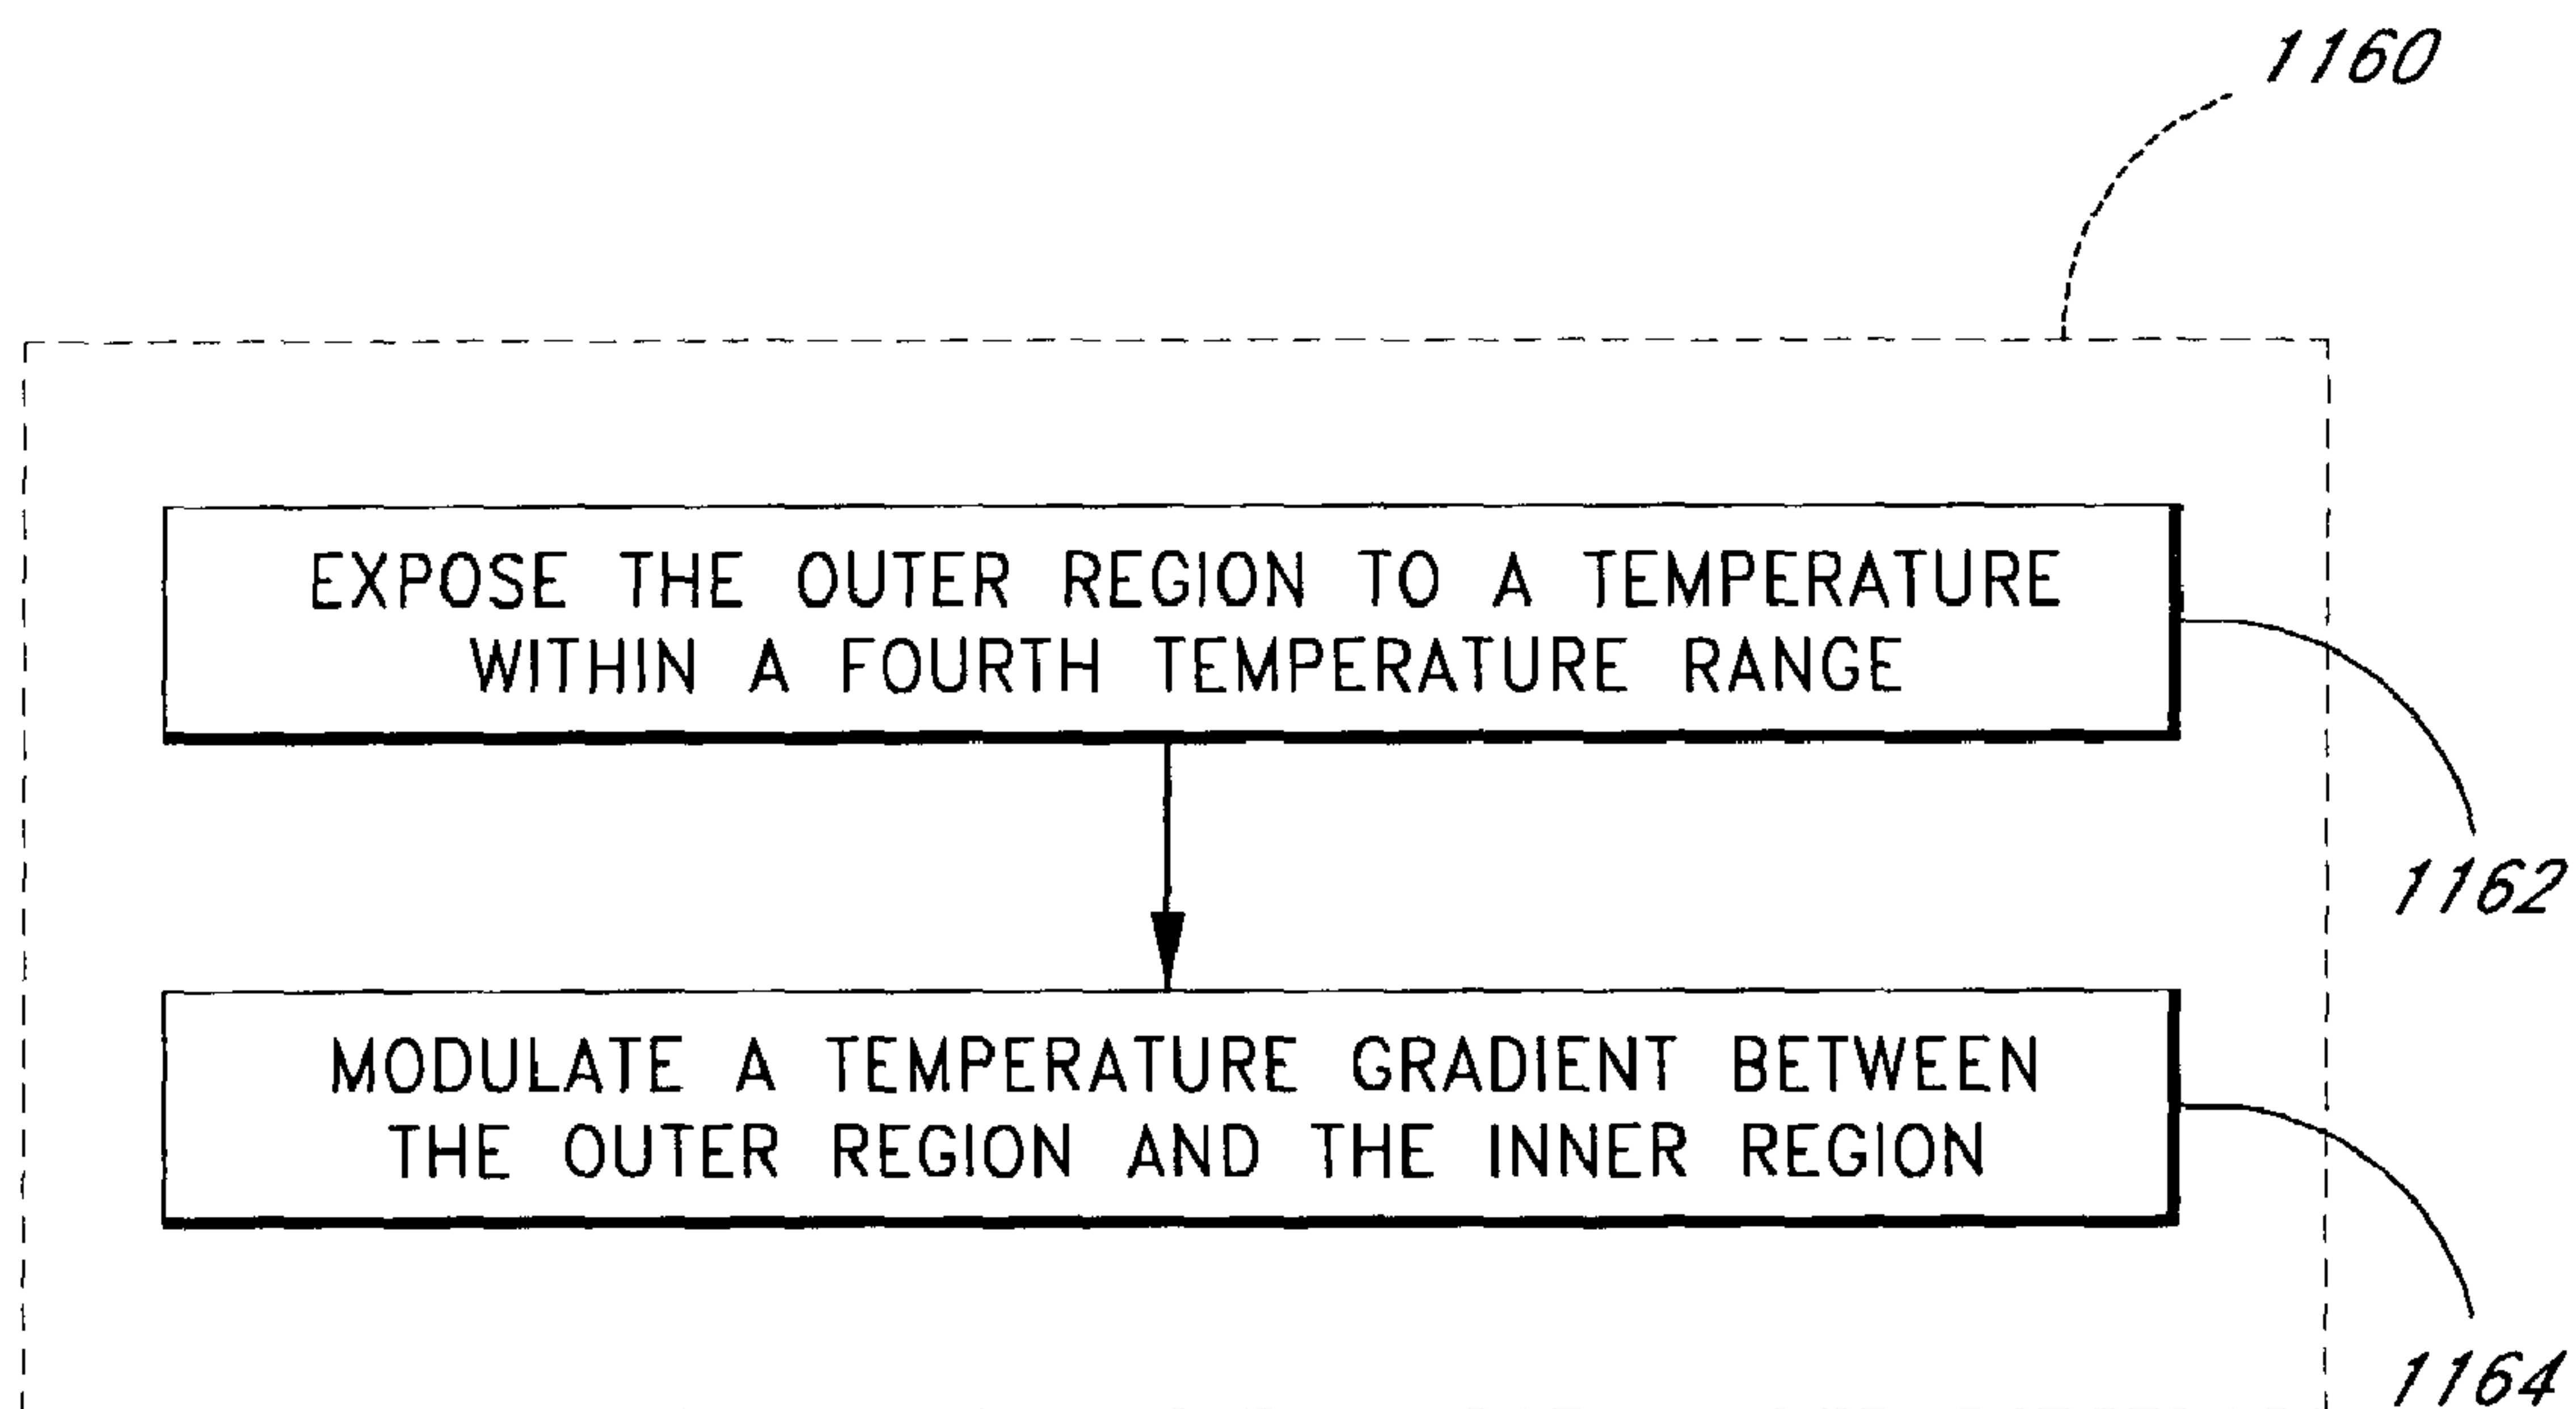 1160
EXPOSE THE OUTER REGION TO A TEMPERATURE
WITHIN A FOURTH TEMPERATURE RANGE
1162
MODULATE A TEMPERATURE GRADIENT BETWEEN
THE OUTER REGION AND THE INNER REGION
1164